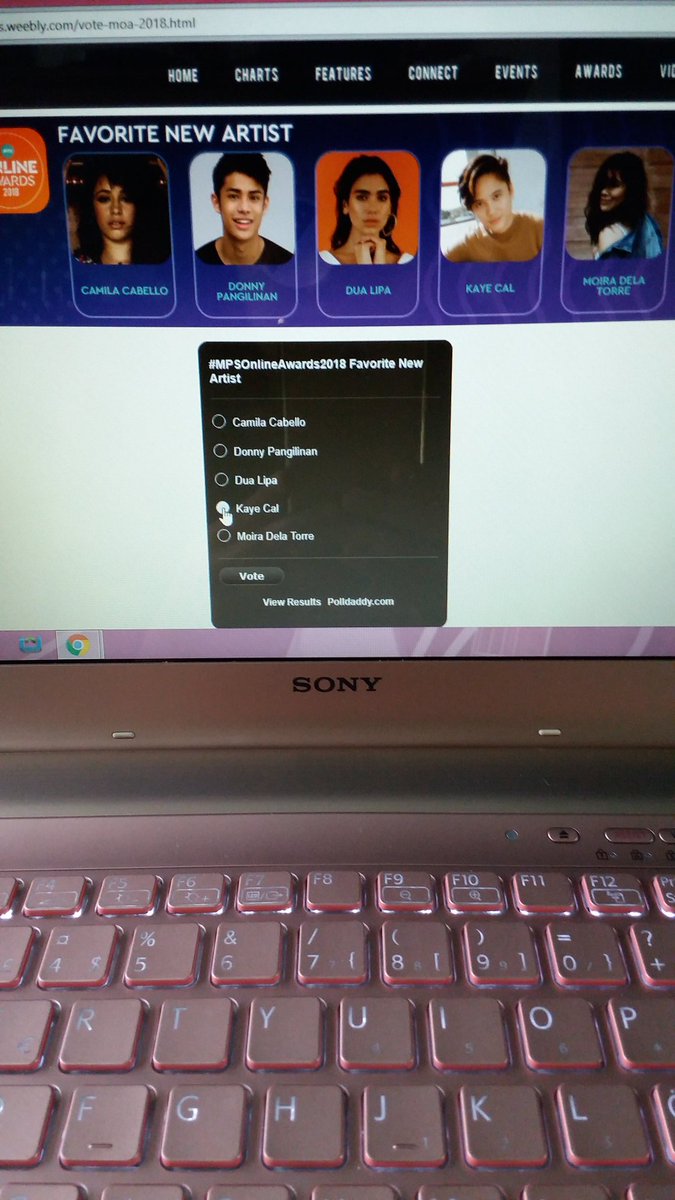 s.weebly.com/vote-moa-2018.html
HOME CHARTS FEATURES CONNECT EVENTS AWARDS VI
FAVORITE NEW ARTIST
NLINE
WARDS
2018
CAMILA CABELLO
DONNY
PANGILINAN
DUA LIPA
KAYE CAL
MOIRA DELA
TORRE
#MPSOnlineAwards2018 Favorite New
Artist
Camila Cabello
Donny Pangilinan
Dua Lipa
Kaye Cal
Moira Dela Torre
Vote
View Results Polldaddy.com
SONY
F4 F5 F6 F7 F8 F9 F10 F11 F12 Pr
¤ 4 $ % 5 & 6 / 7 { ( 8 [ ) 9 ] = 0 } ? +
R T Y U I O P
F G H J K L